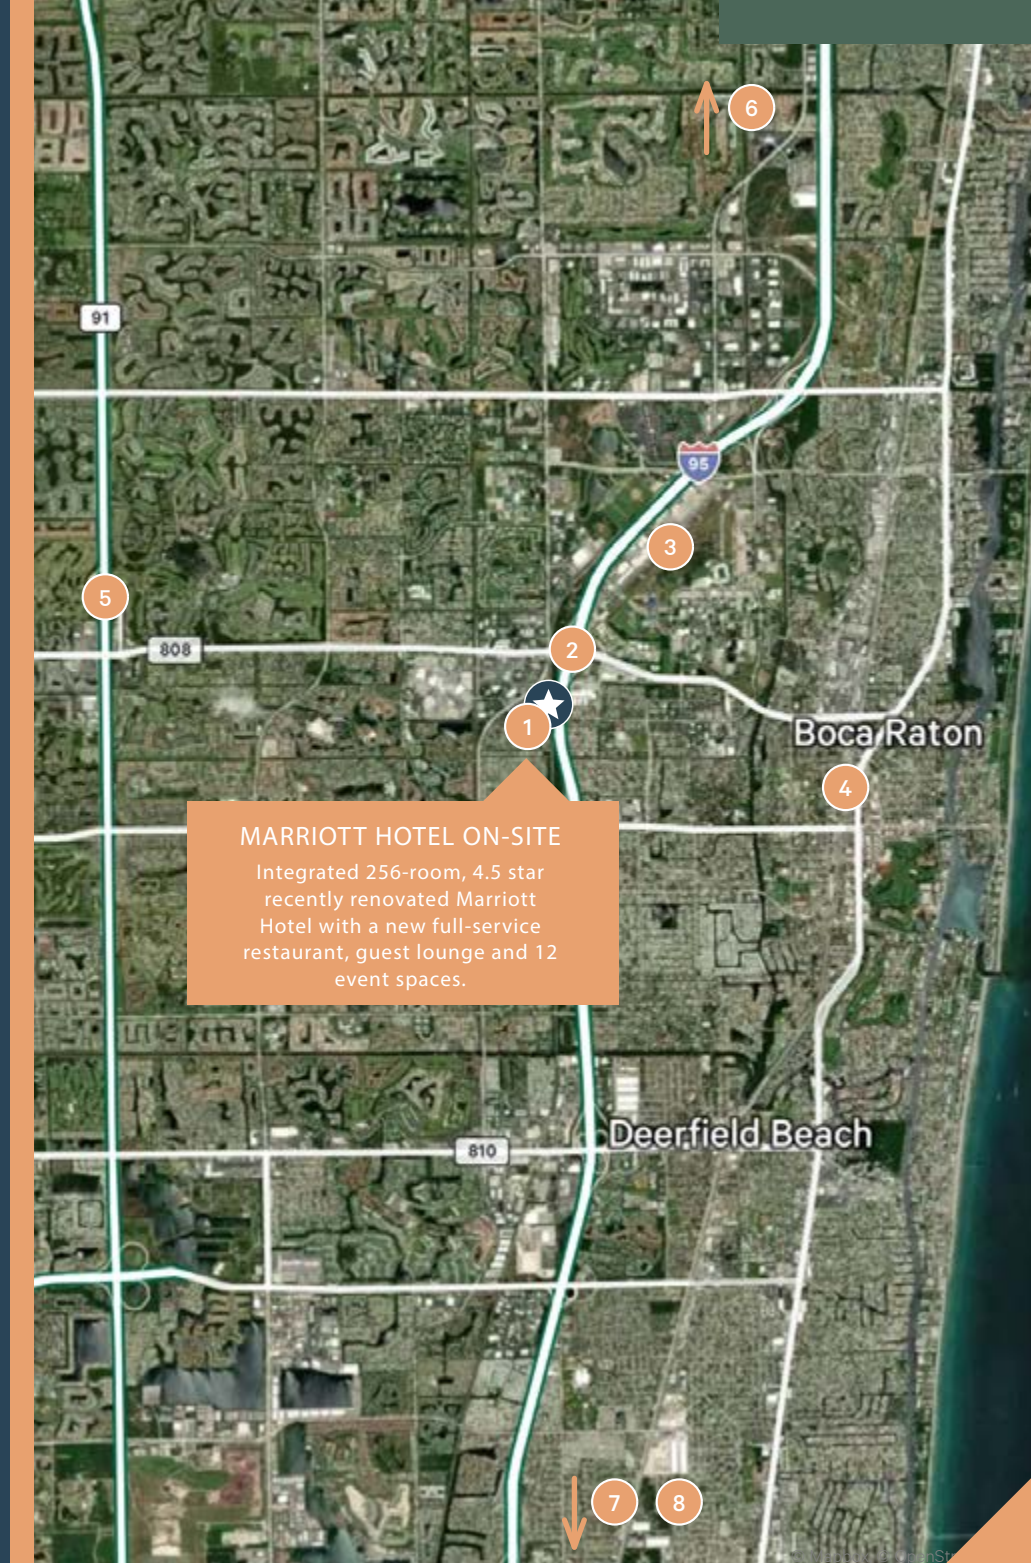 6
91
95
3
5
2
808
1
Boca Raton
4
MARRIOTT HOTEL ON-SITE
Integrated 256-room, 4.5 star
recently renovated Marriott
Hotel with a new full-service
restaurant, guest lounge and 12
event spaces.
Deerfield Beach
810
7 8